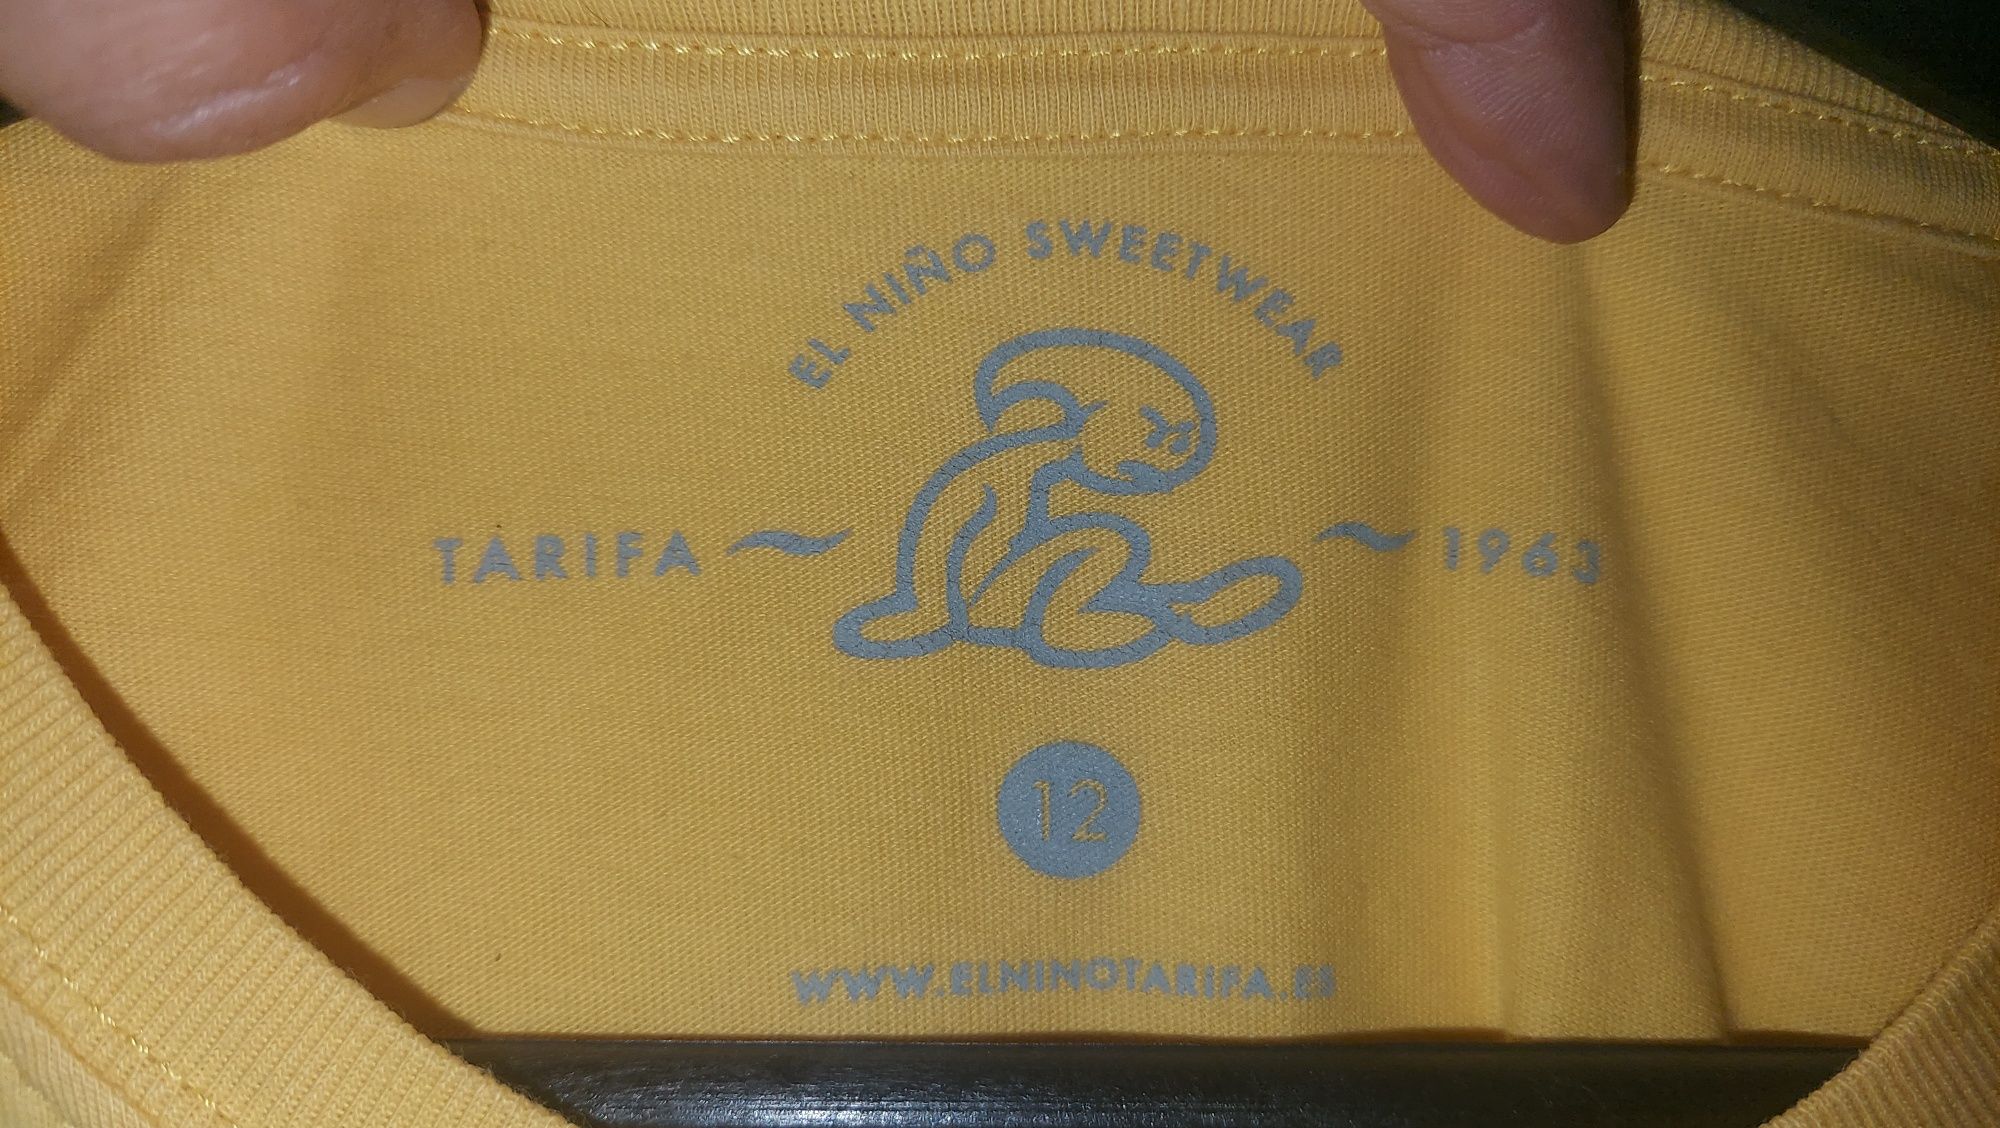 EL NIÑO SWEETWEAR
TARIFA ~ ~ 1963
12
WWW.ELNINOTARIFA.ES